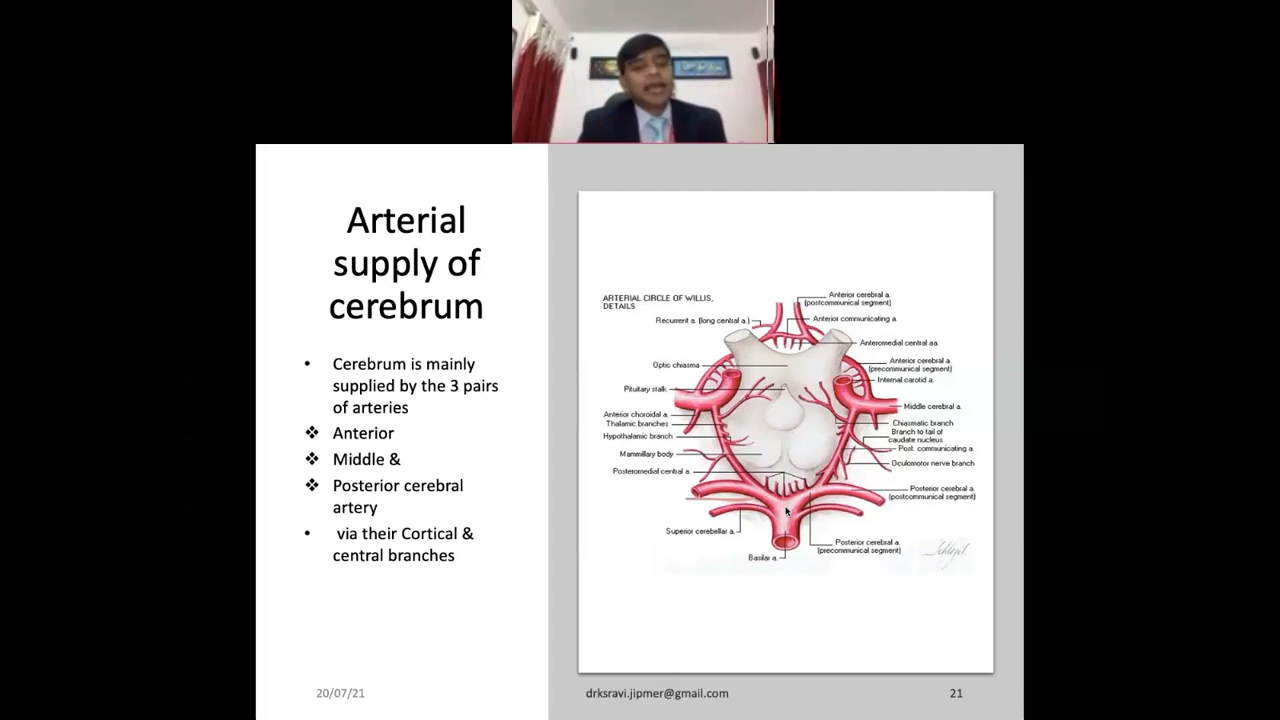 Arterial
supply of
cerebrum
• Cerebrum is mainly
supplied by the 3 pairs
of arteries
❖ Anterior
❖ Middle &
❖ Posterior cerebral
artery
• via their Cortical &
central branches
ARTERIAL CIRCLE OF WILLIS,
DETAILS
Recurrent a. (long central a.)
Optic chiasma
Pituitary stalk
Anterior choroidal a.
Thalamic branches
Hypothalamic branch
Mammillary body
Posteromedial central a.
Superior cerebellar a.
Basilar a.
Anterior cerebral a.
(postcommunical segment)
Anterior communicating a.
Anteromedial central aa.
Anterior cerebral a.
(precommunical segment)
Internal carotid a.
Middle cerebral a.
Chiasmatic branch
Branch to tail of
caudate nucleus
Post. communicating a.
Oculomotor nerve branch
Posterior cerebral a.
(postcommunical segment)
Posterior cerebral a.
(precommunical segment)
20/07/21
drksravi.jipmer@gmail.com
21